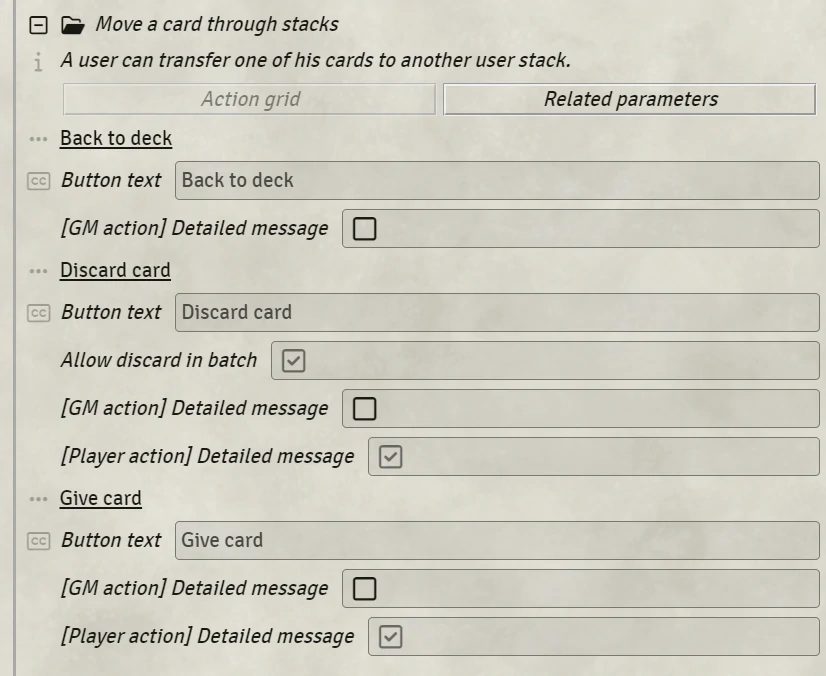 Move a card through stacks
i A user can transfer one of his cards to another user stack.
Action grid Related parameters
Back to deck
CC Button text Back to deck
[GM action] Detailed message
Discard card
CC Button text Discard card
Allow discard in batch
[GM action] Detailed message
[Player action] Detailed message
Give card
CC Button text Give card
[GM action] Detailed message
[Player action] Detailed message